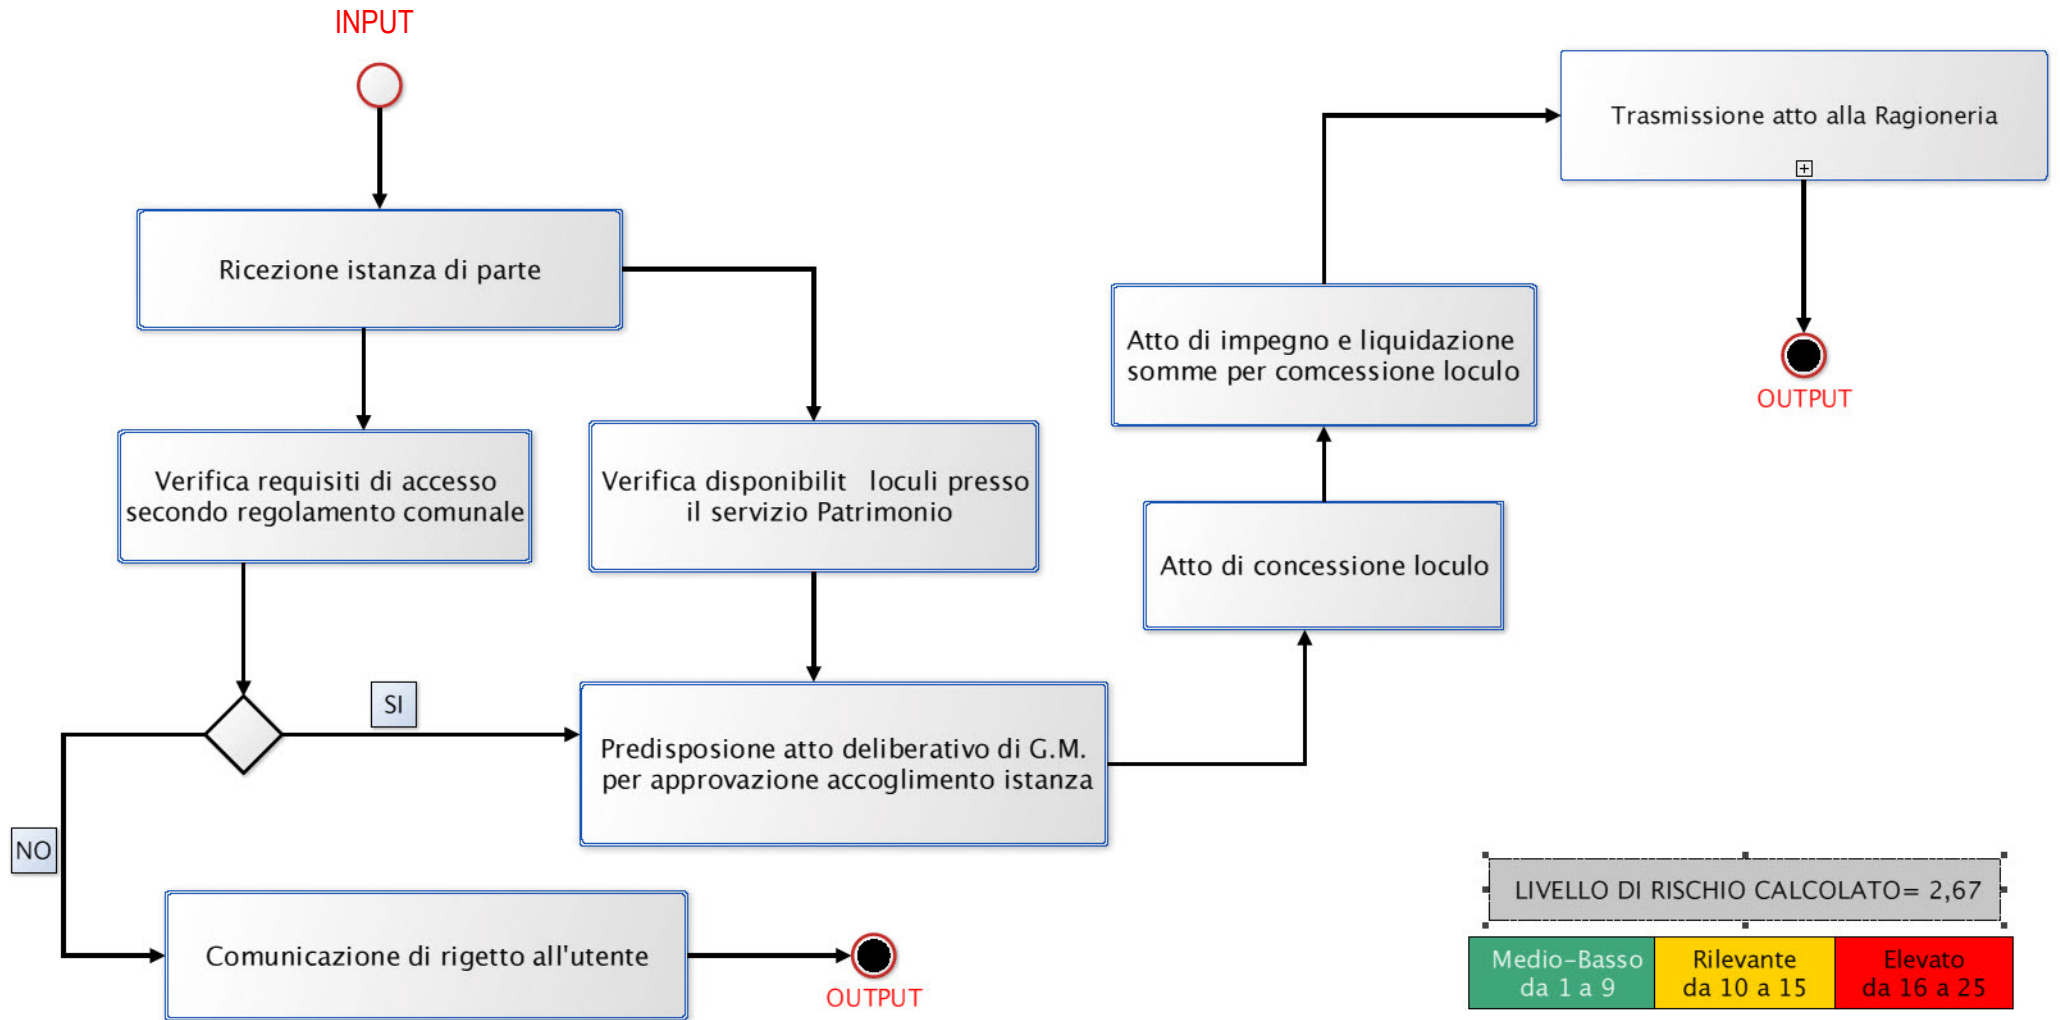 INPUT
Ricezione istanza di parte
Verifica requisiti di accesso
secondo regolamento comunale
Verifica disponibilit loculi presso
il servizio Patrimonio
SI
NO
Predisposione atto deliberativo di G.M.
per approvazione accoglimento istanza
Comunicazione di rigetto all'utente
OUTPUT
Atto di concessione loculo
Atto di impegno e liquidazione
somme per comcessione loculo
Trasmissione atto alla Ragioneria
OUTPUT
LIVELLO DI RISCHIO CALCOLATO= 2,67
Medio-Basso
da 1 a 9
Rilevante
da 10 a 15
Elevato
da 16 a 25